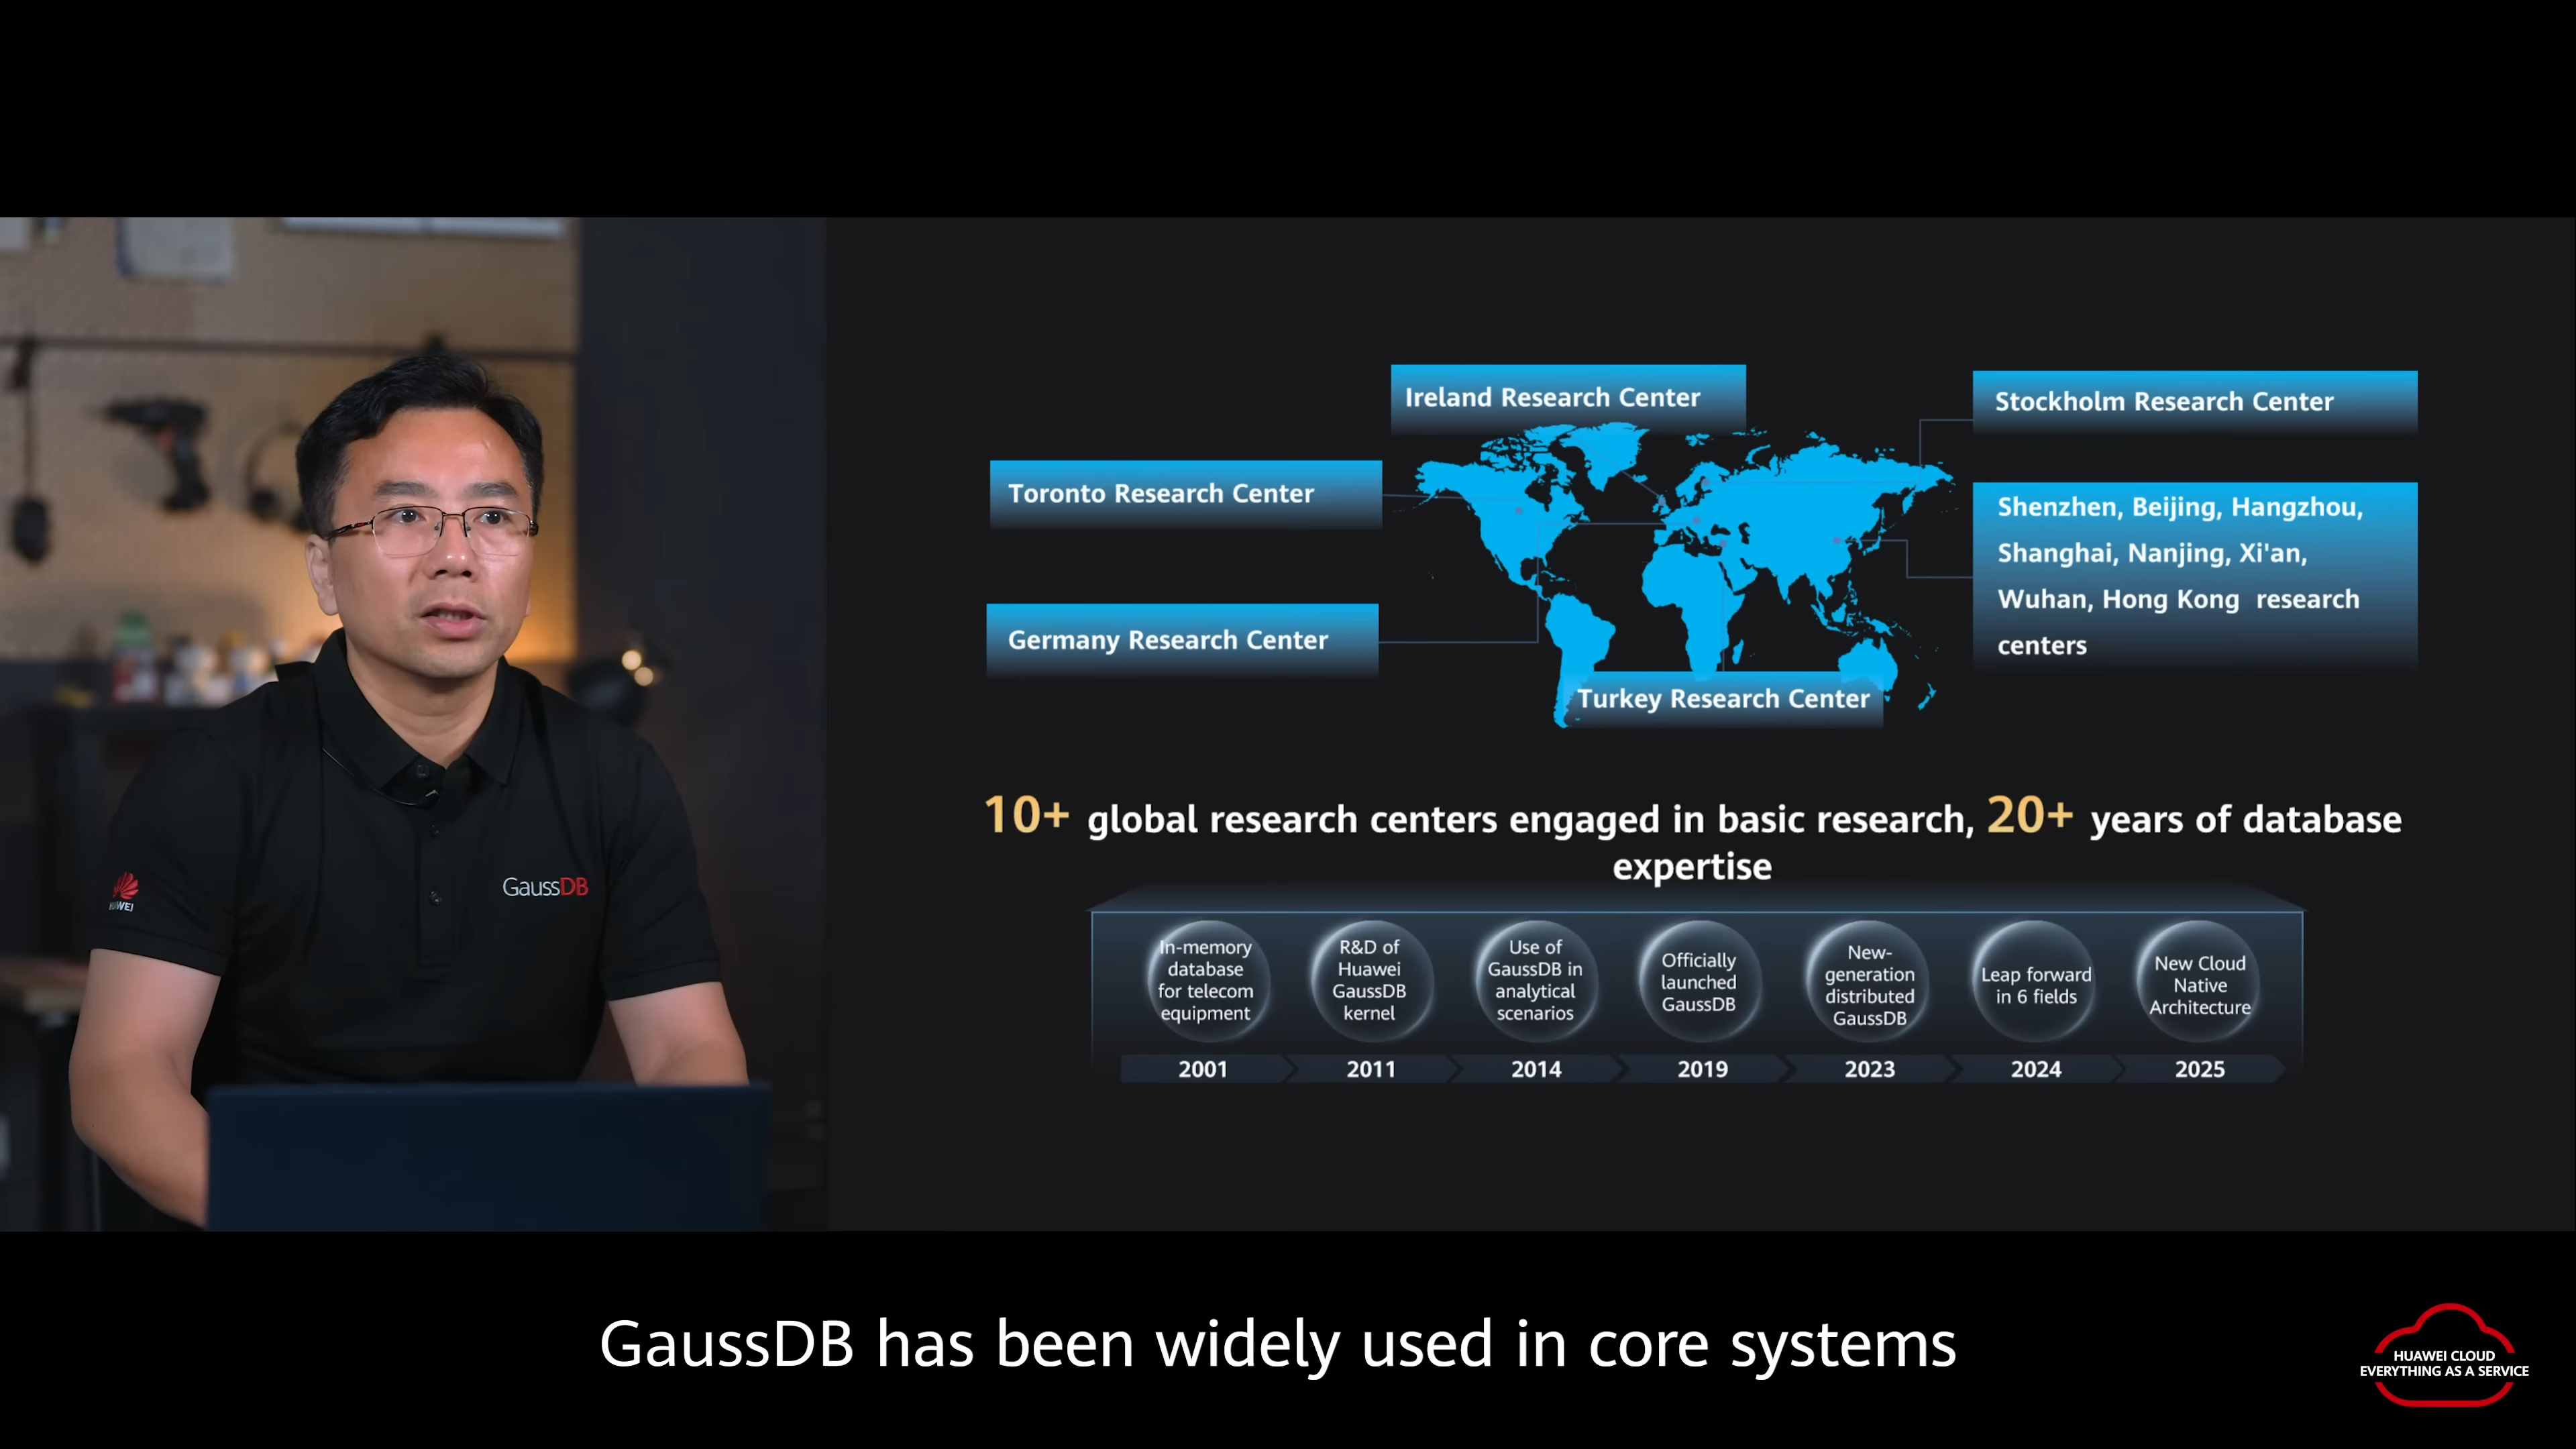 Ireland Research Center
Stockholm Research Center
Toronto Research Center
Shenzhen, Beijing, Hangzhou,
Shanghai, Nanjing, Xi'an,
Wuhan, Hong Kong research
centers
Germany Research Center
Turkey Research Center
10+ global research centers engaged in basic research, 20+ years of database
expertise
HUAWEI
GaussDB
In-memory
database
for telecom
equipment
R&D of
Huawei
GaussDB
kernel
Use of
GaussDB in
analytical
scenarios
Officially
launched
GaussDB
New-
generation
distributed
GaussDB
Leap forward
in 6 fields
New Cloud
Native
Architecture
2001
2011
2014
2019
2023
2024
2025
GaussDB has been widely used in core systems
HUAWEI CLOUD
EVERYTHING AS A SERVICE